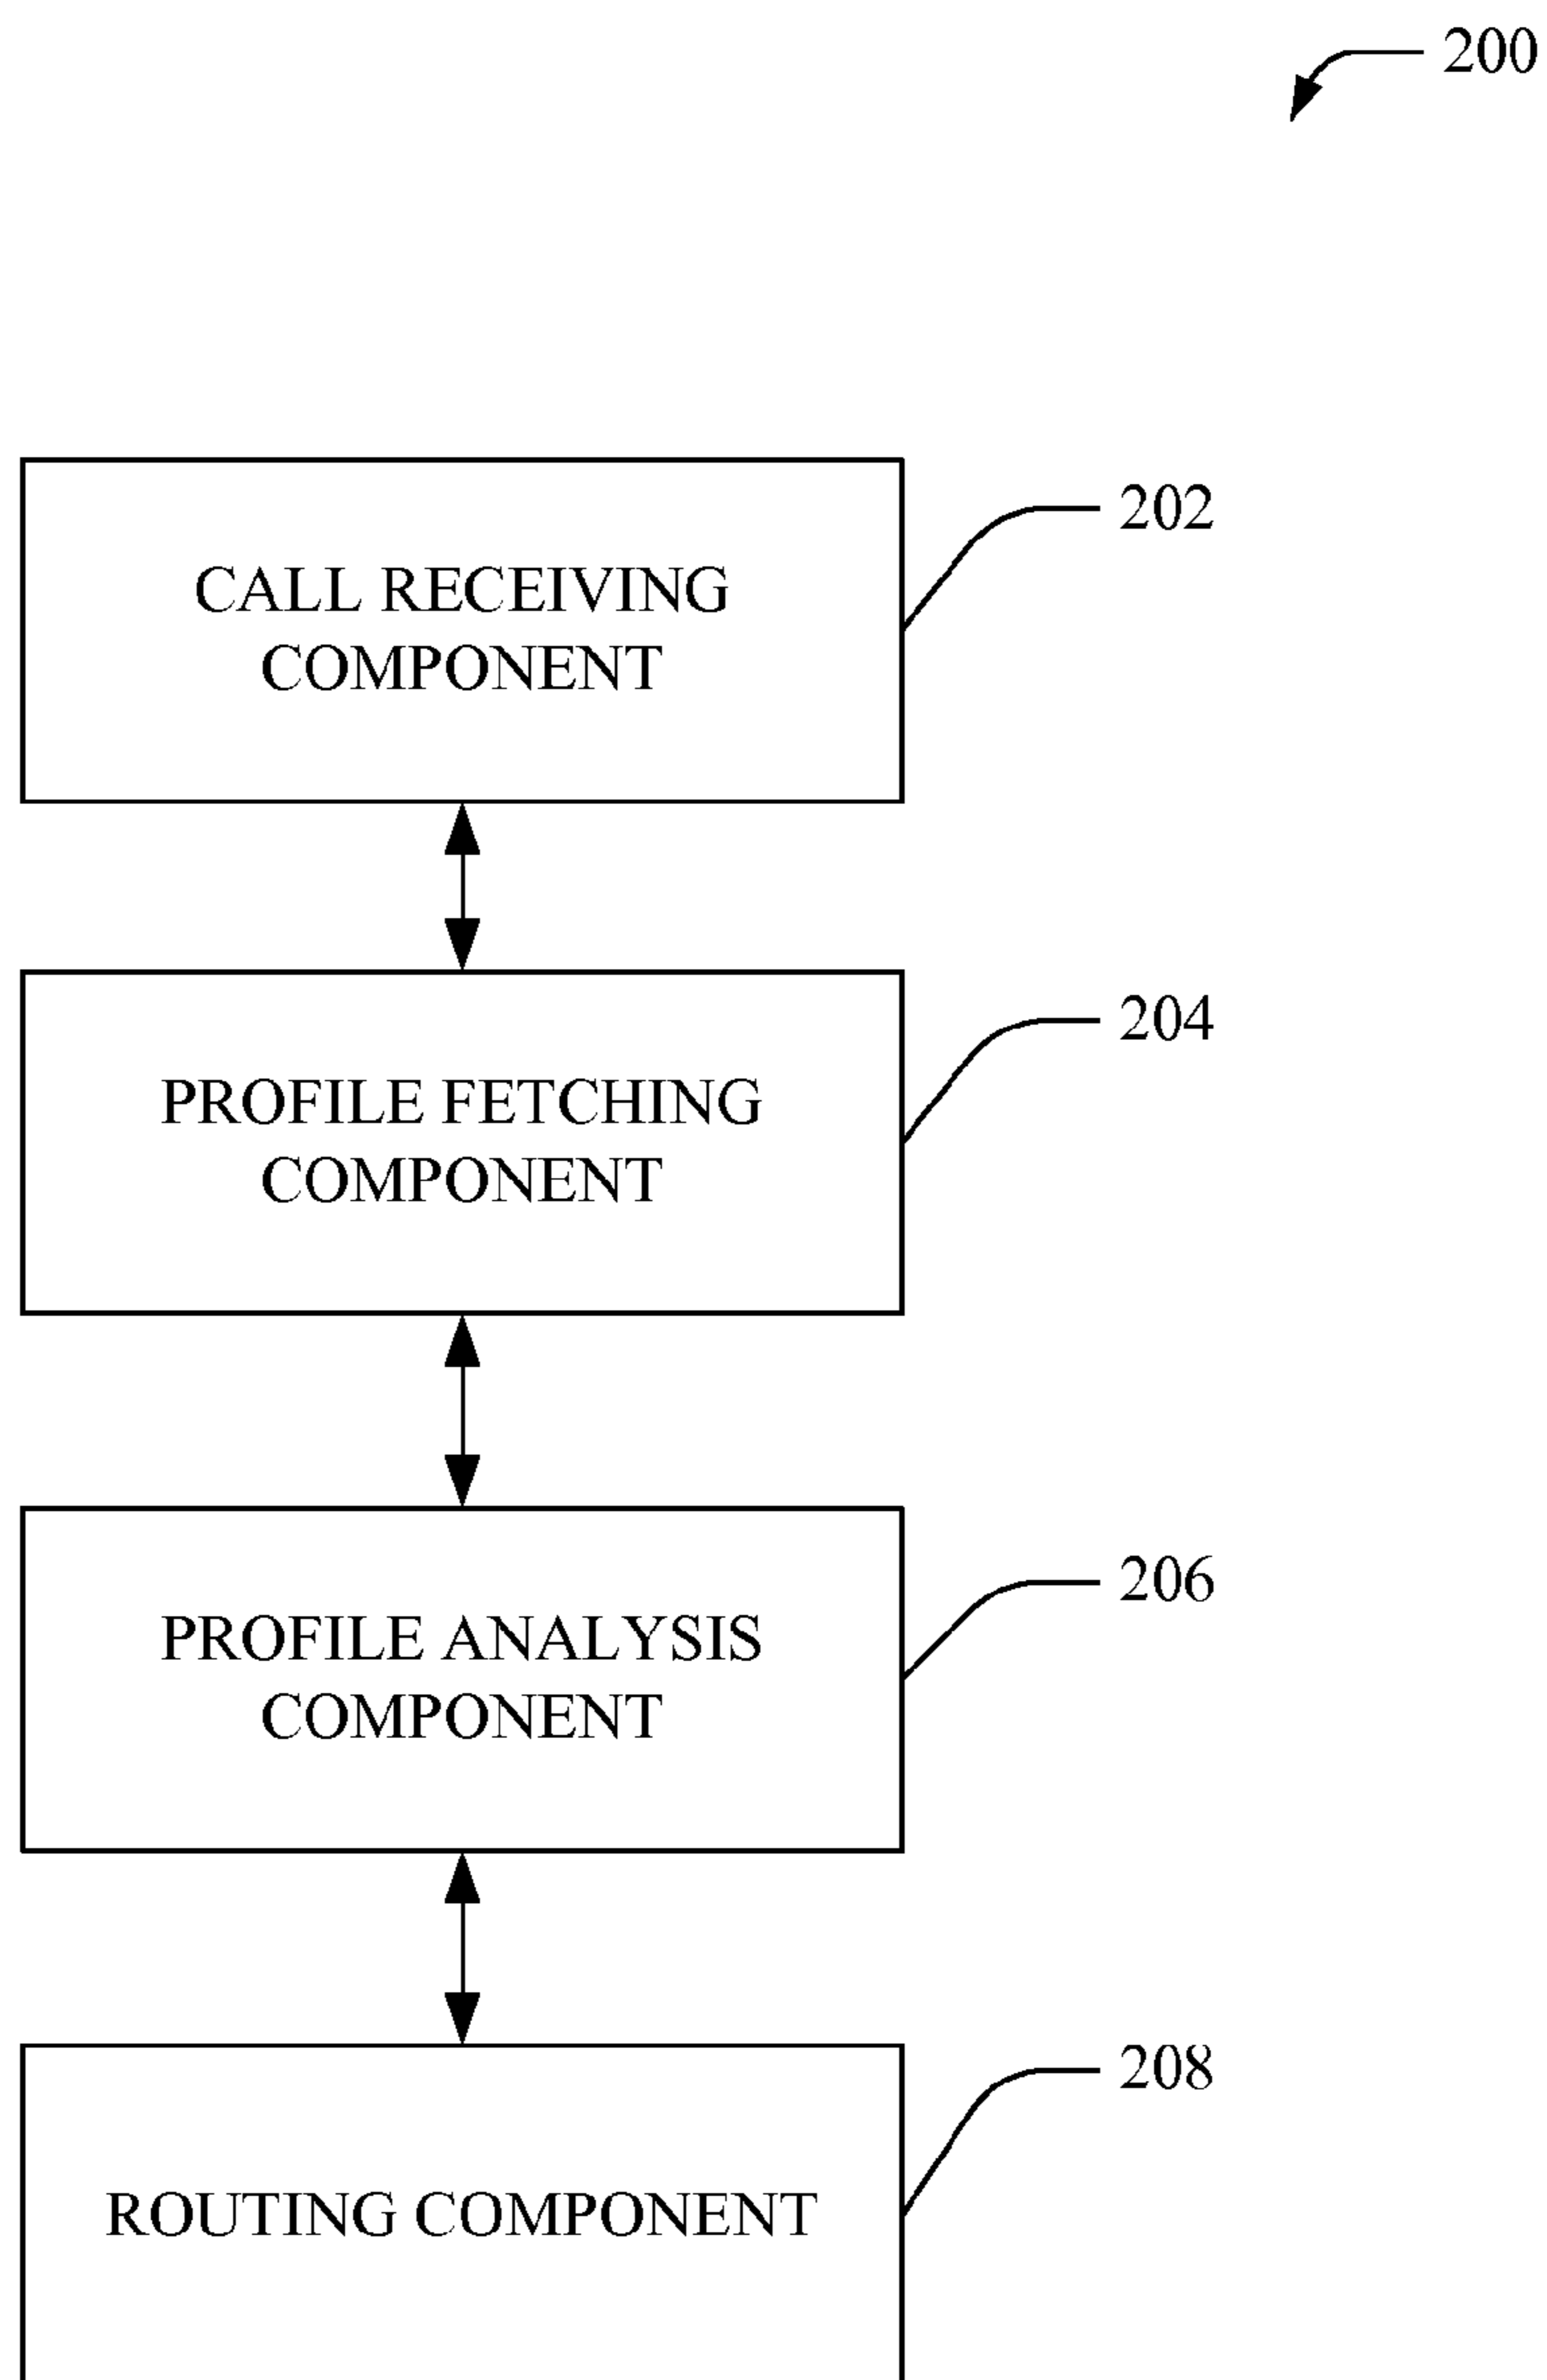 200
CALL RECEIVING
COMPONENT
202
PROFILE FETCHING
COMPONENT
204
PROFILE ANALYSIS
COMPONENT
206
ROUTING COMPONENT
208